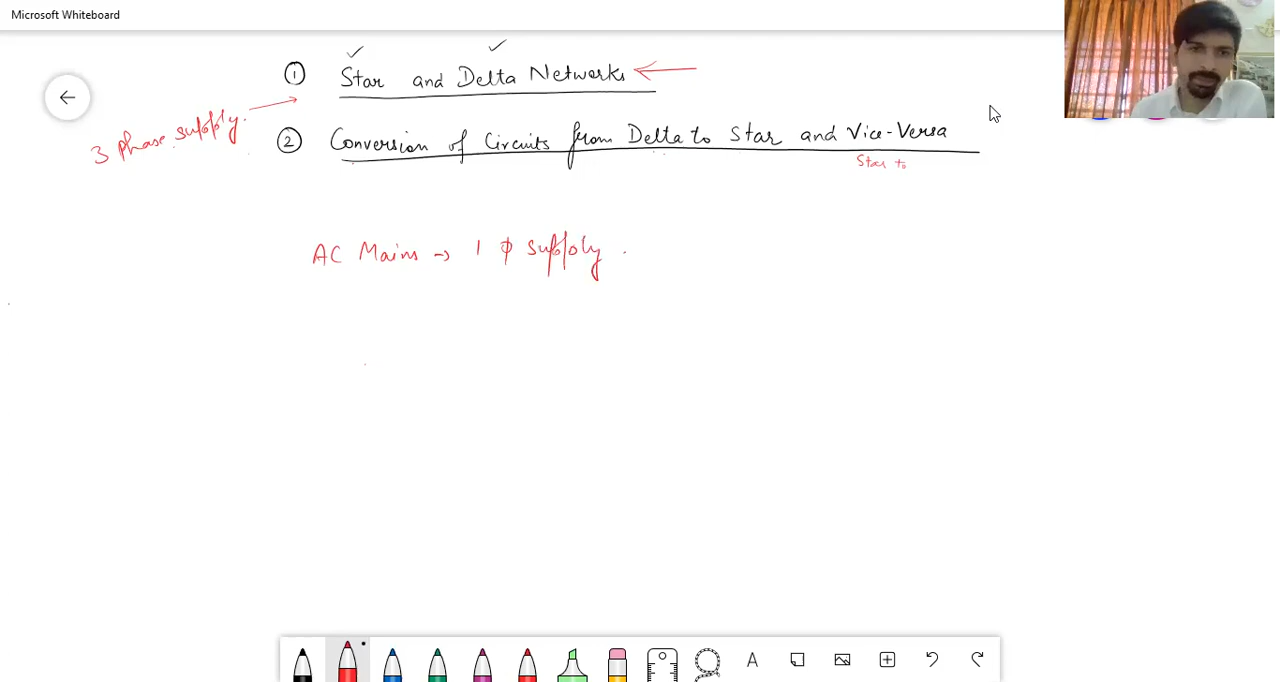 Microsoft Whiteboard
① Star and Delta Networks
3 phase supply.
② Conversion of Circuits from Delta to Star and Vice-Versa
Star to
AC Mains → 1 ϕ supply.
A